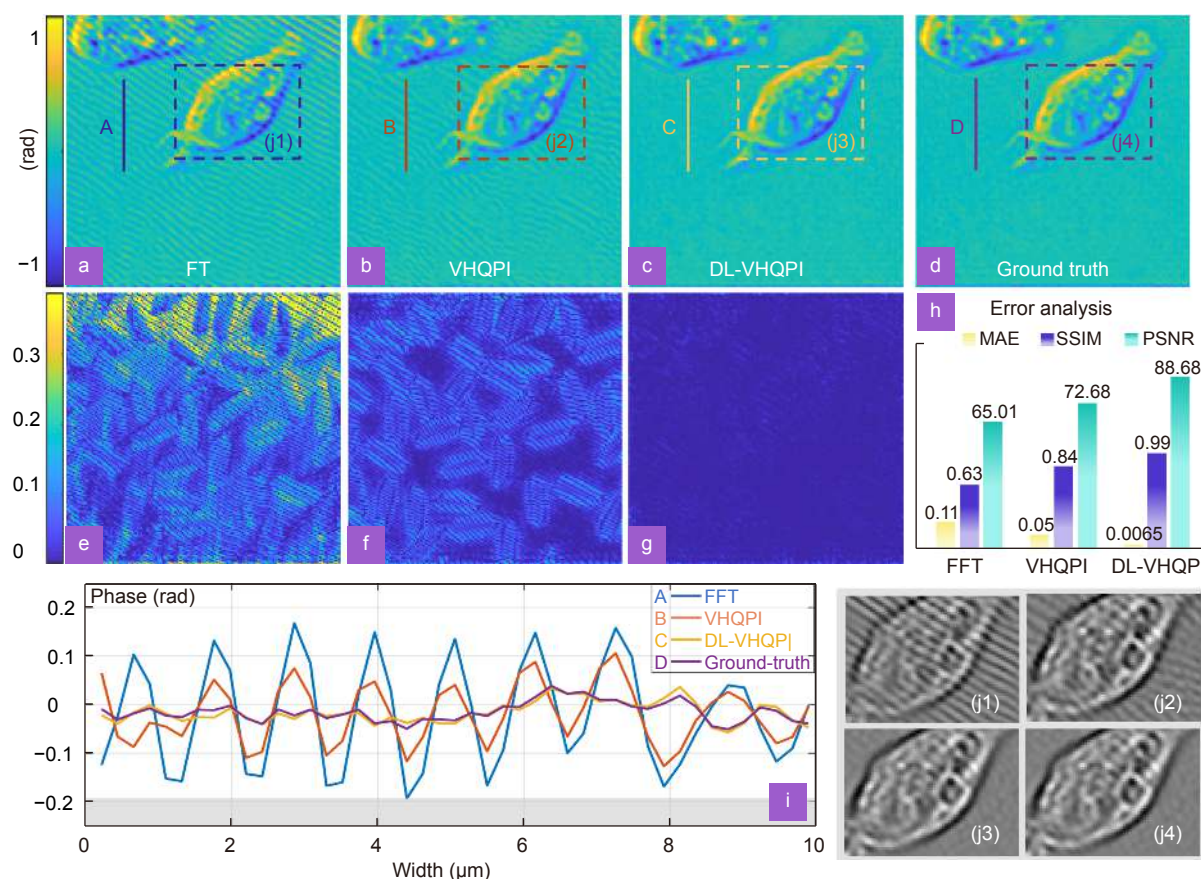 1
(rad)
−1
A
(j1)
a
FT
B
(j2)
b
VHQPI
C
(j3)
c
DL-VHQPI
D
(j4)
d
Ground truth
0.3
0.2
0.1
0
e
f
g
h
Error analysis
MAE SSIM PSNR
0.11
0.63
65.01
0.05
0.84
72.68
0.0065
0.99
88.68
FFT VHQPI DL-VHQP
Phase (rad)
0.2
0.1
0
−0.1
−0.2
A FFT
B VHQPI
C DL-VHQP|
D Ground-truth
i
0 2 4 6 8 10
Width (μm)
(j1)
(j2)
(j3)
(j4)